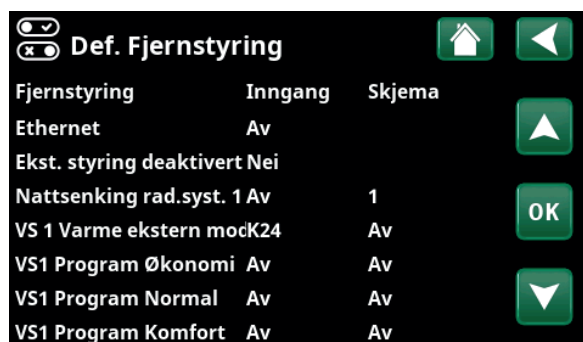 Def. Fjernstyring
Fjernstyring Inngang Skjema
Ethernet Av
Ekst. styring deaktivert Nei
Nattsenking rad.syst. 1 Av 1
OK
VS 1 Varme ekstern mod K24 Av
VS1 Program Økonomi Av Av
VS1 Program Normal Av Av
VS1 Program Komfort Av Av